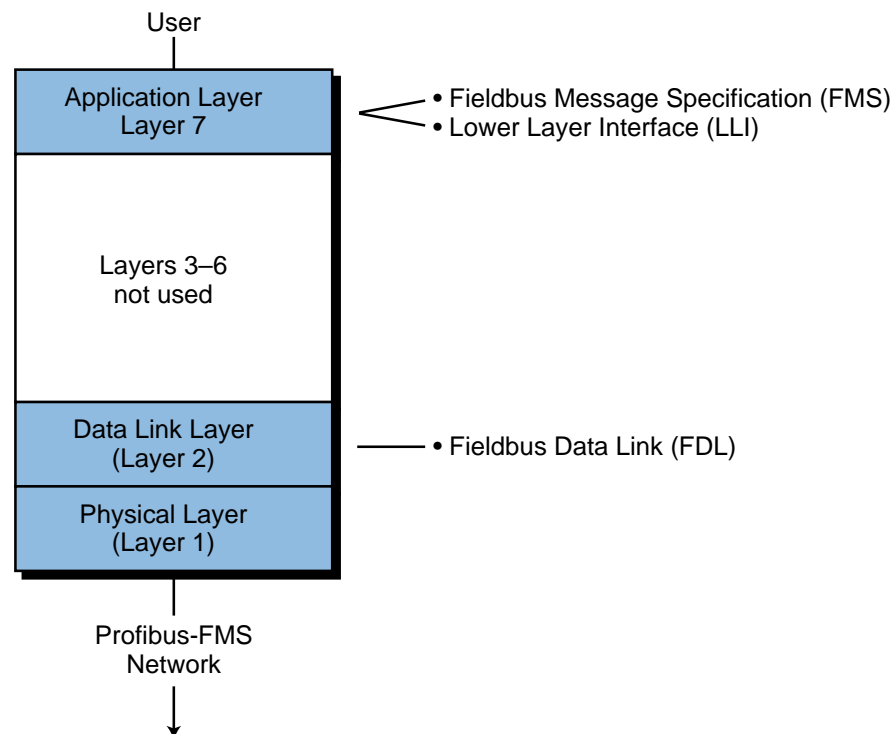 User
Application Layer
Layer 7
• Fieldbus Message Specification (FMS)
• Lower Layer Interface (LLI)
Layers 3–6
not used
Data Link Layer
(Layer 2)
• Fieldbus Data Link (FDL)
Physical Layer
(Layer 1)
Profibus-FMS
Network